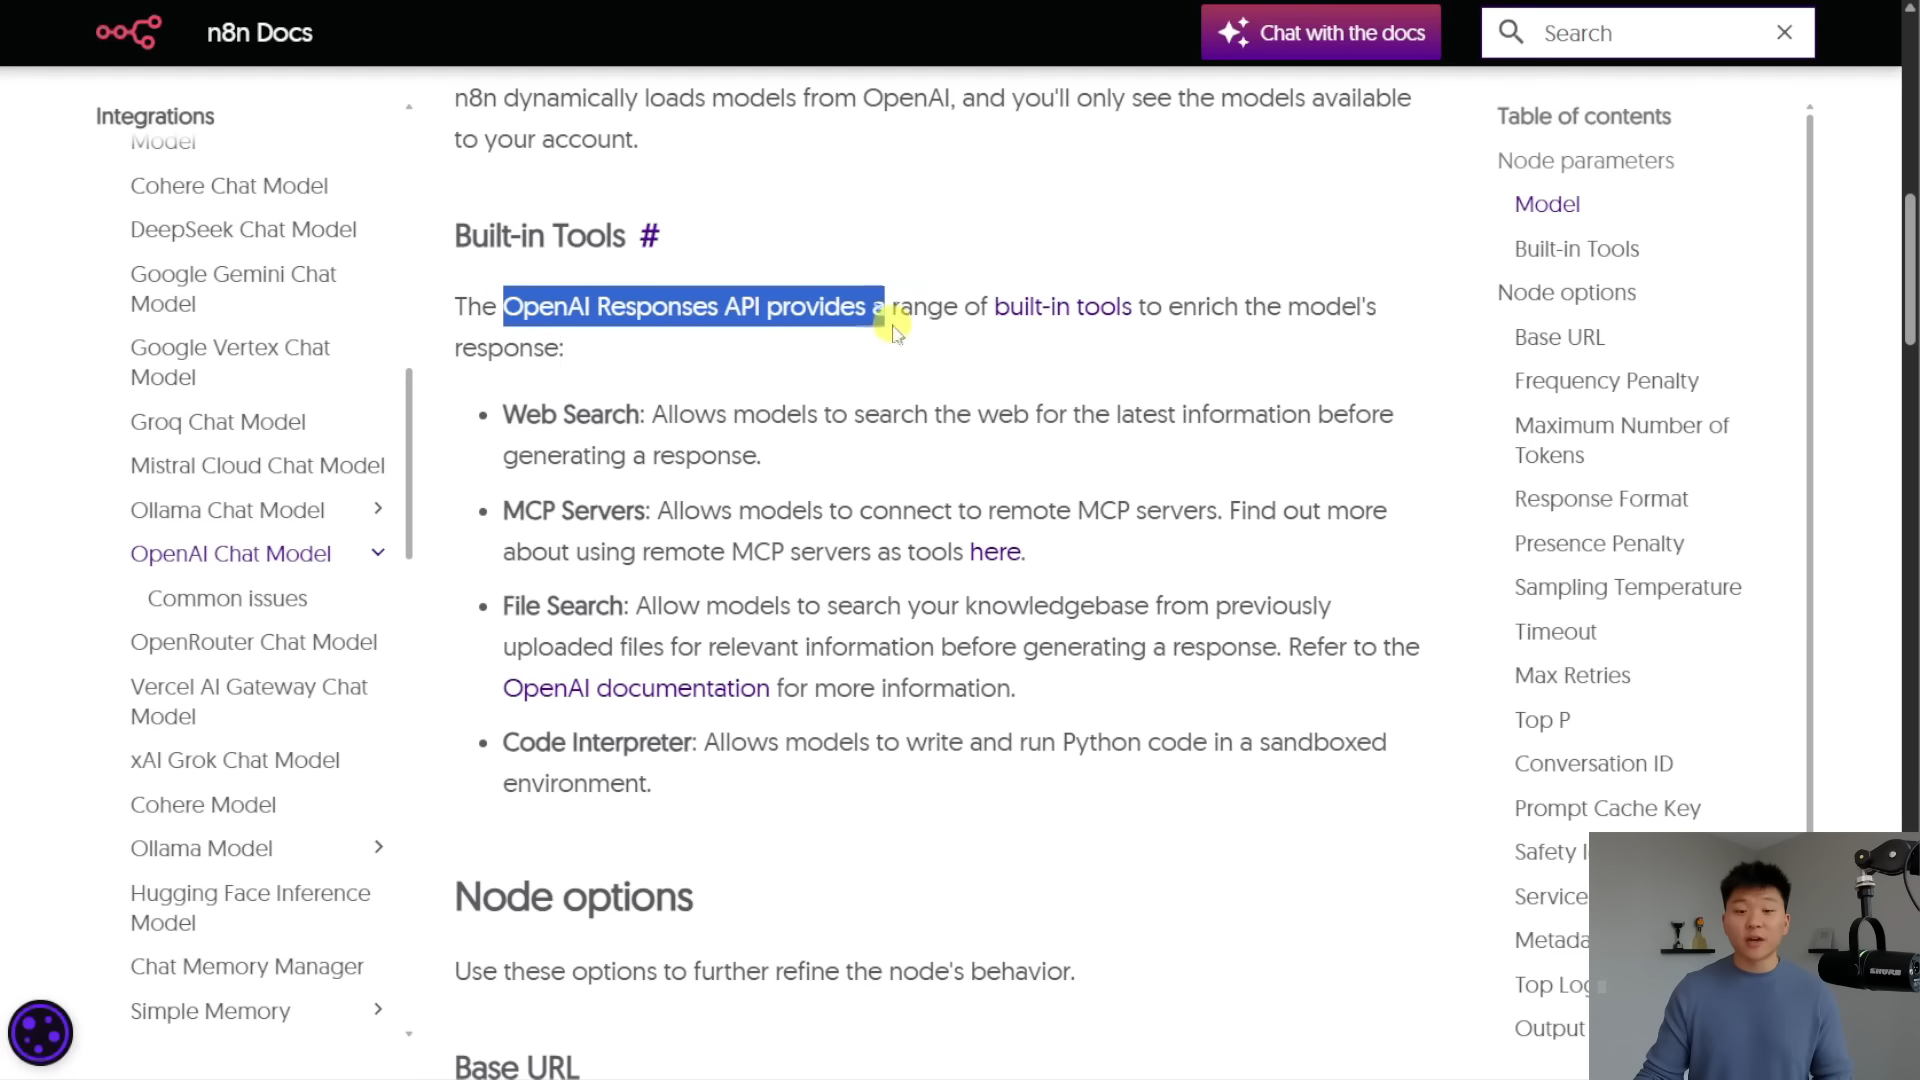 n8n Docs
Chat with the docs
Search
Integrations
Model
Cohere Chat Model
DeepSeek Chat Model
Google Gemini Chat
Model
Google Vertex Chat
Model
Groq Chat Model
Mistral Cloud Chat Model
Ollama Chat Model
OpenAI Chat Model
Common issues
OpenRouter Chat Model
Vercel AI Gateway Chat
Model
xAI Grok Chat Model
Cohere Model
Ollama Model
Hugging Face Inference
Model
Chat Memory Manager
Simple Memory
n8n dynamically loads models from OpenAI, and you'll only see the models available
to your account.
Built-in Tools #
The OpenAI Responses API provides a range of built-in tools to enrich the model's
response:
• Web Search: Allows models to search the web for the latest information before
generating a response.
• MCP Servers: Allows models to connect to remote MCP servers. Find out more
about using remote MCP servers as tools here.
• File Search: Allow models to search your knowledgebase from previously
uploaded files for relevant information before generating a response. Refer to the
OpenAI documentation for more information.
• Code Interpreter: Allows models to write and run Python code in a sandboxed
environment.
Node options
Use these options to further refine the node's behavior.
Base URL
Table of contents
Node parameters
Model
Built-in Tools
Node options
Base URL
Frequency Penalty
Maximum Number of
Tokens
Response Format
Presence Penalty
Sampling Temperature
Timeout
Max Retries
Top P
Conversation ID
Prompt Cache Key
Safety
Service
Metada
Top Log
Output
SHURE